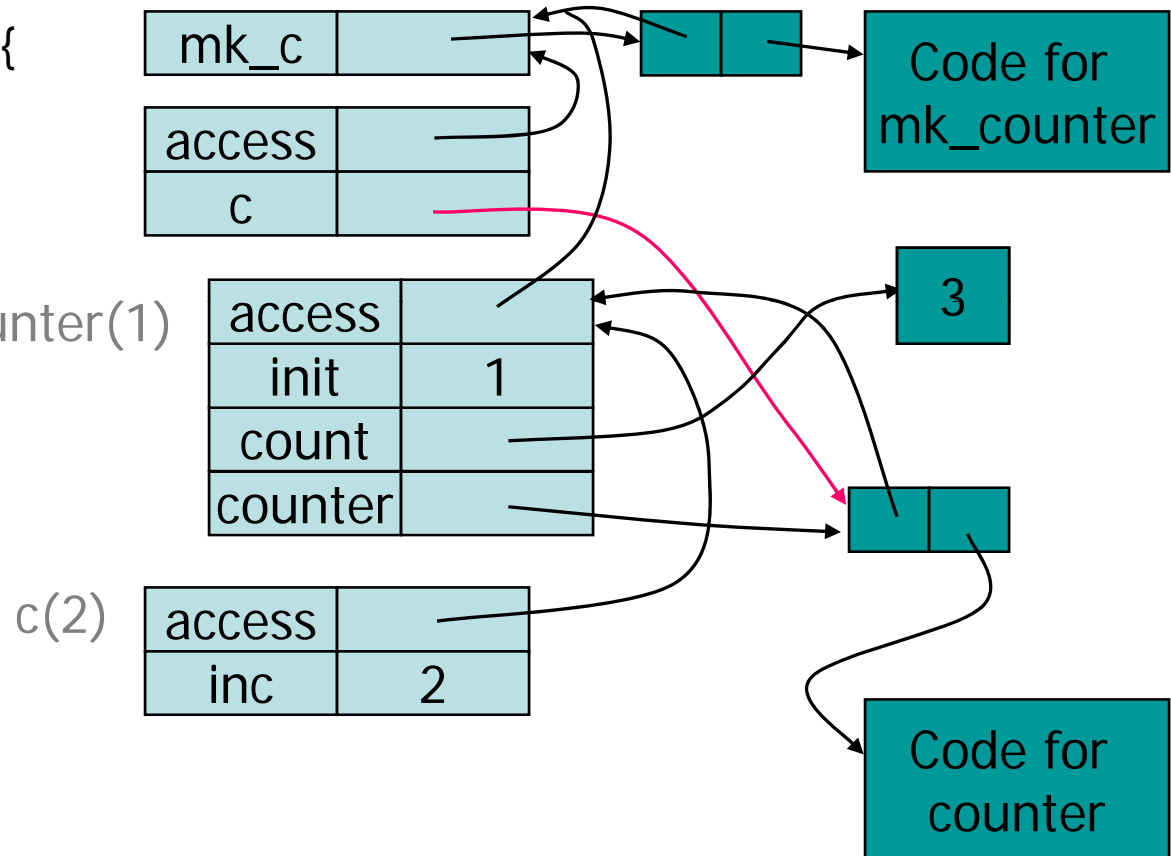 {
mk_c
Code for
mk_counter
access
c
unter(1)
access
3
init 1
count
counter
c(2)
access
inc 2
Code for
counter